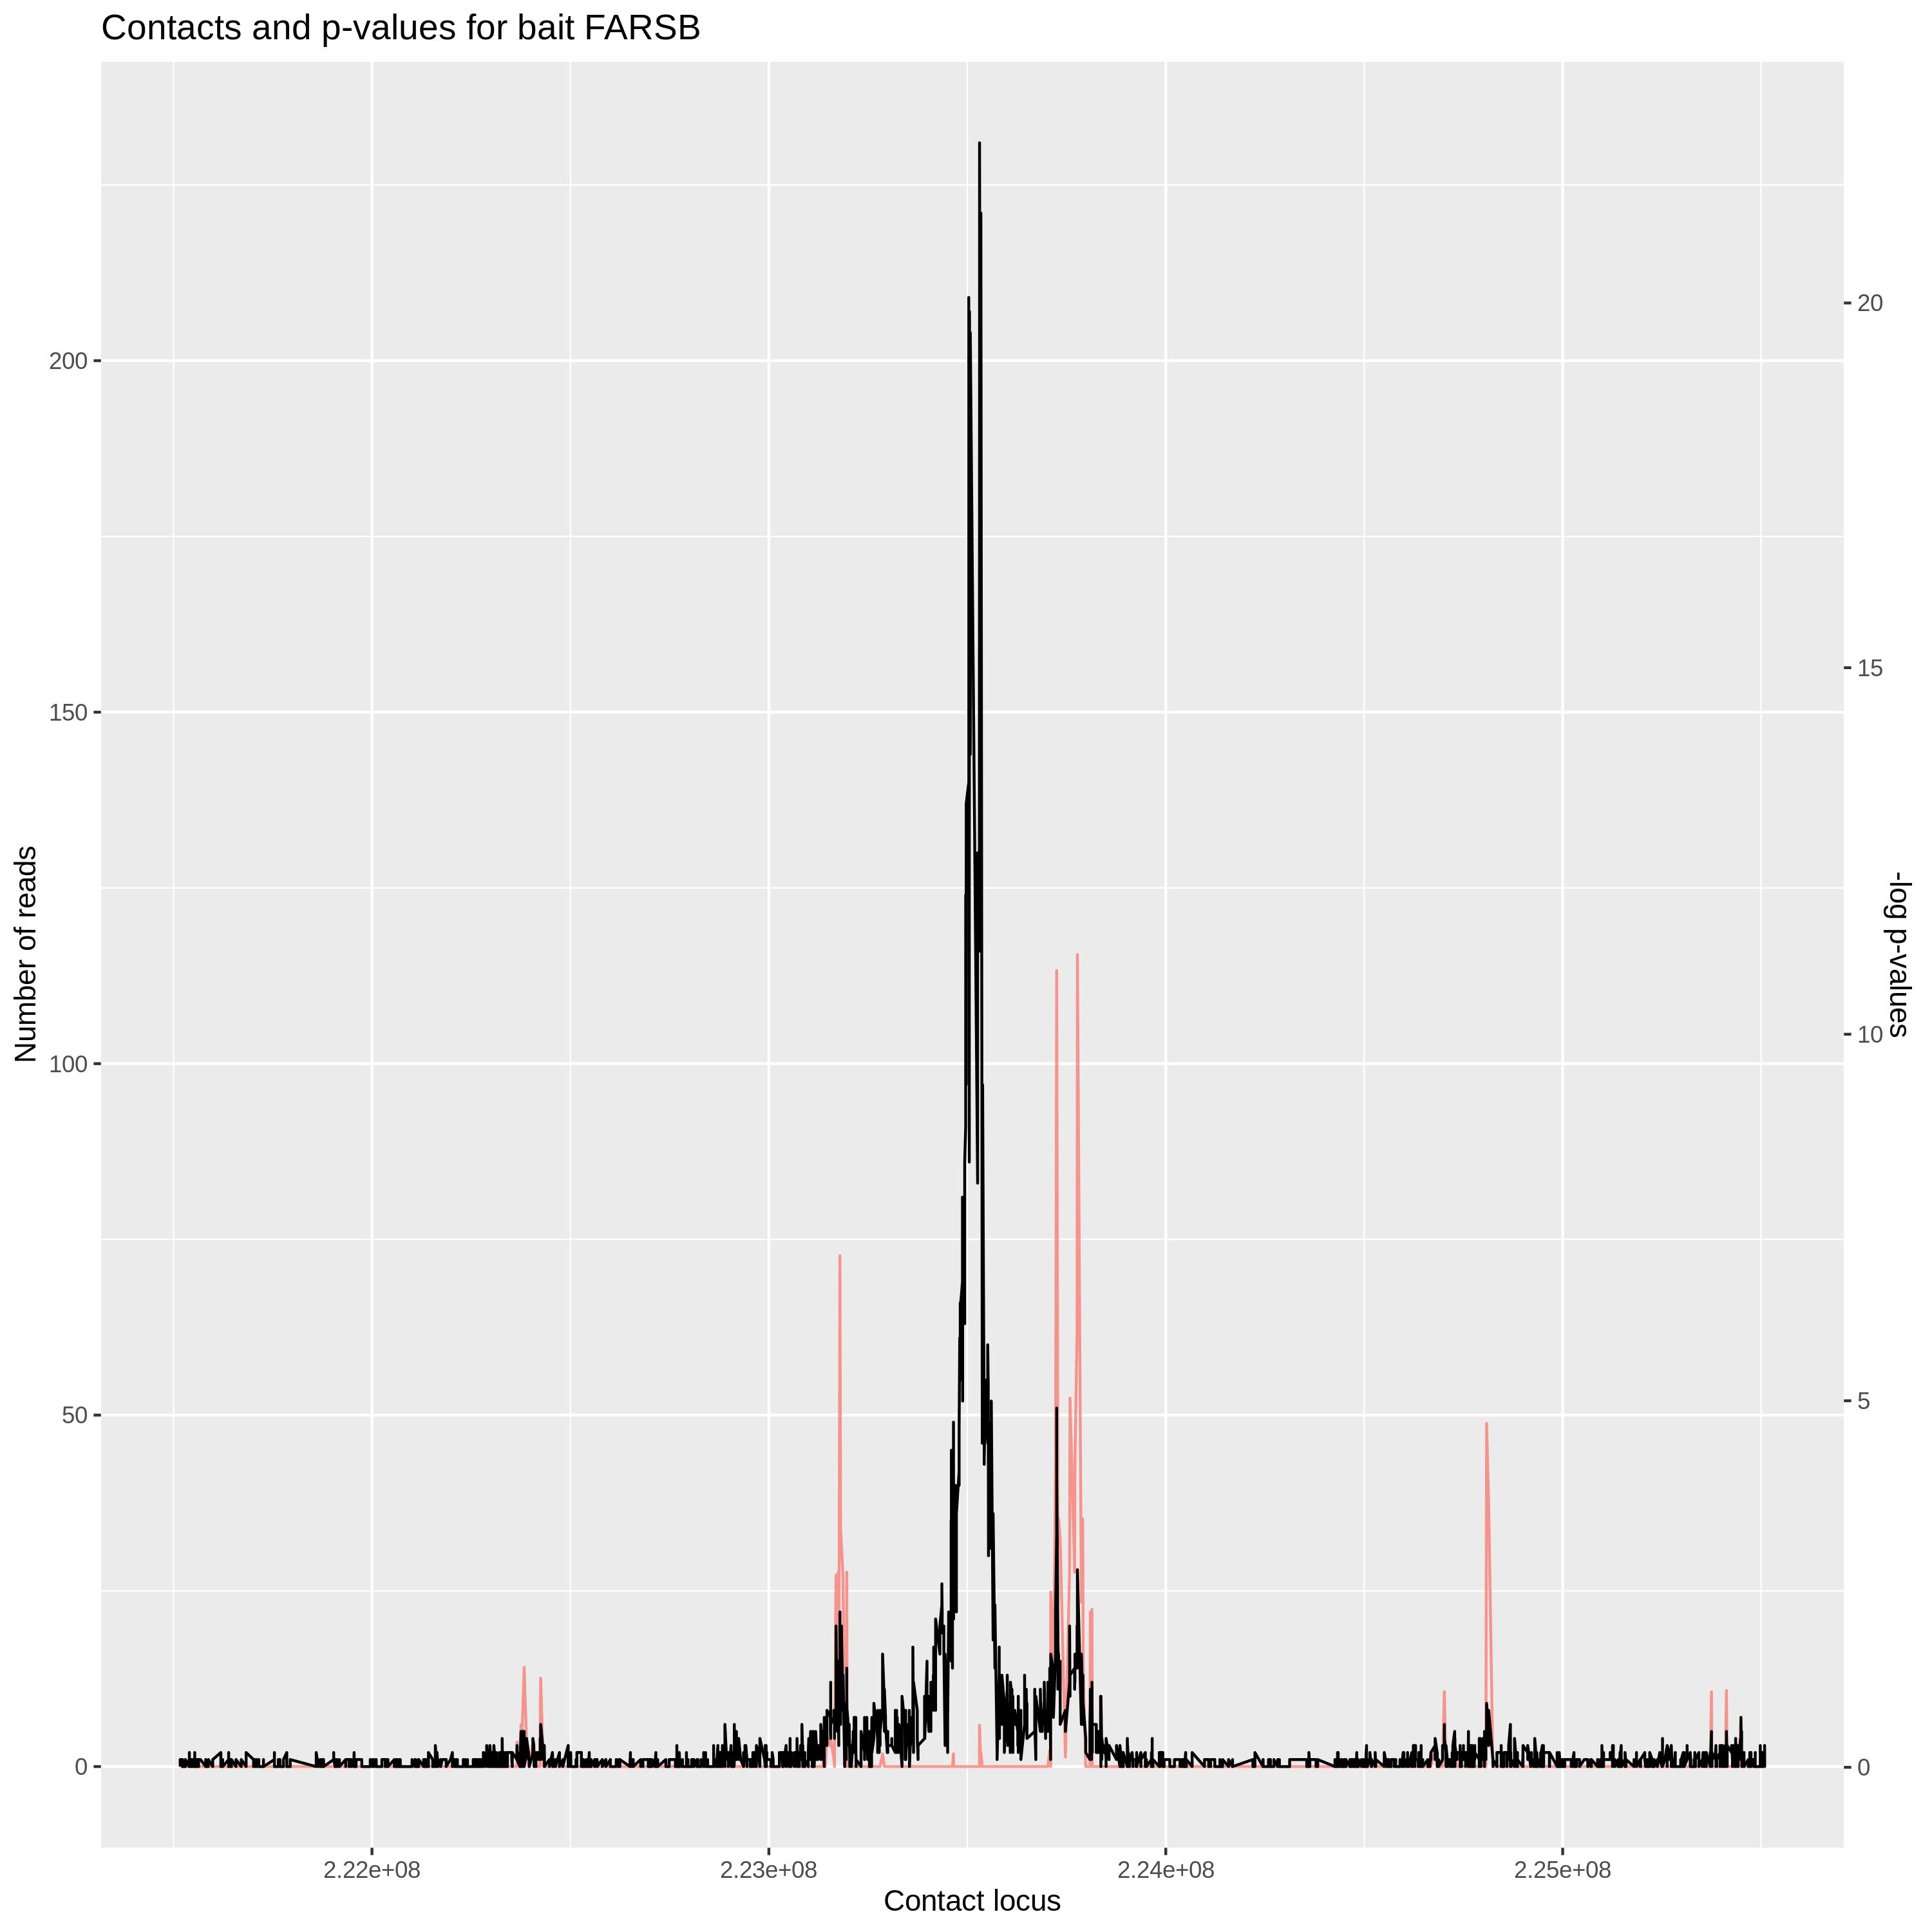 Contacts and p-values for bait FARSB
Number of reads
200
150
100
50
0
20
15
10
5
0
-log p-values
2.22e+08 2.23e+08 2.24e+08 2.25e+08
Contact locus